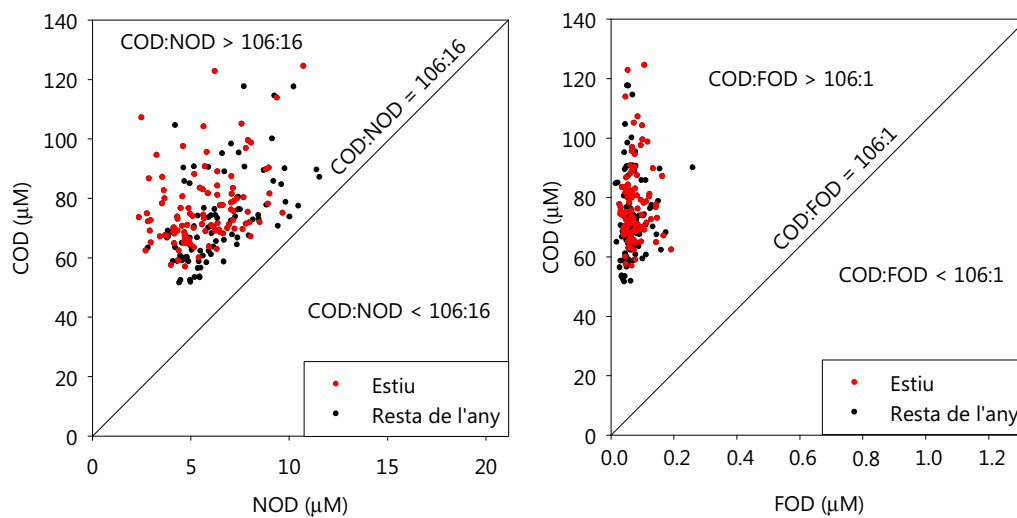 140
120
100
80
60
40
20
0
COD (µM)
COD:NOD > 106:16
COD:NOD = 106:16
COD:NOD < 106:16
Estiu
Resta de l'any
0 5 10 15 20
NOD (µM)
140
120
100
80
60
40
20
0
COD (µM)
COD:FOD > 106:1
COD:FOD = 106:1
COD:FOD < 106:1
Estiu
Resta de l'any
0.0 0.2 0.4 0.6 0.8 1.0 1.2
FOD (µM)